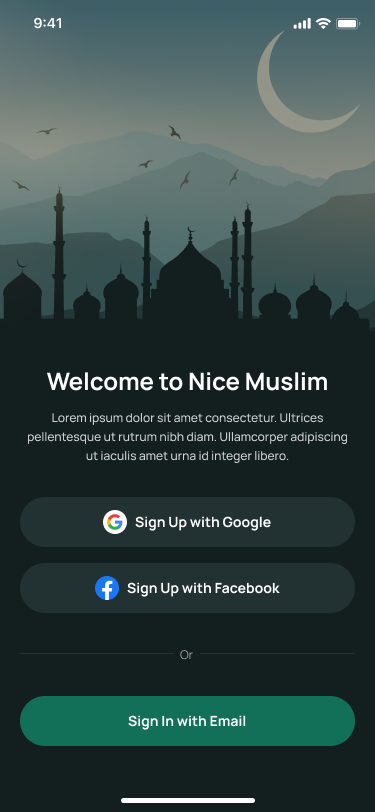 9:41
Welcome to Nice Muslim
Lorem ipsum dolor sit amet consectetur. Ultrices
pellentesque ut rutrum nibh diam. Ullamcorper adipiscing
ut iaculis amet urna id integer libero.
Sign Up with Google
Sign Up with Facebook
Or
Sign In with Email